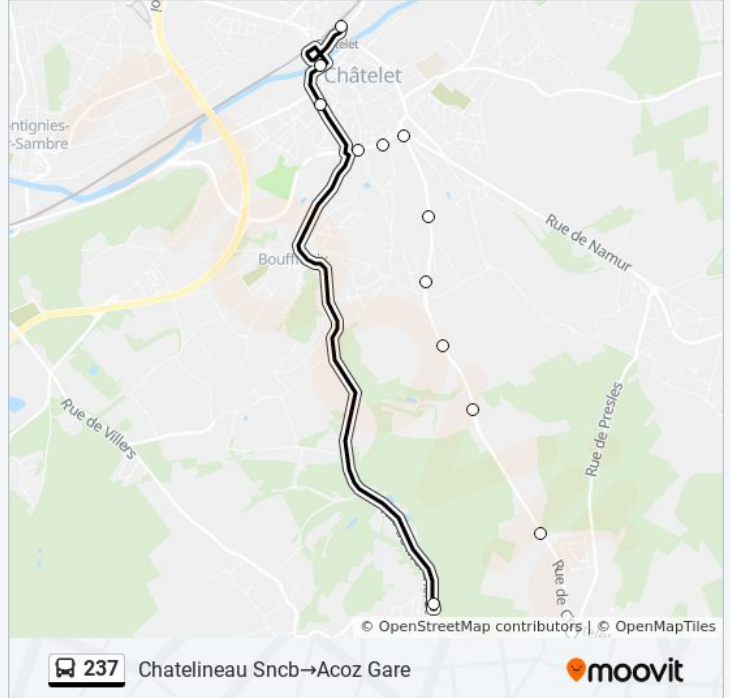 Châtelet
ntignies-
r-Sambre
Rue de Namur
Rue de Villers
Rue de Presles
© OpenStreetMap contributors | © OpenMapTiles
237 Chatelineau Sncb→Acoz Gare moovit